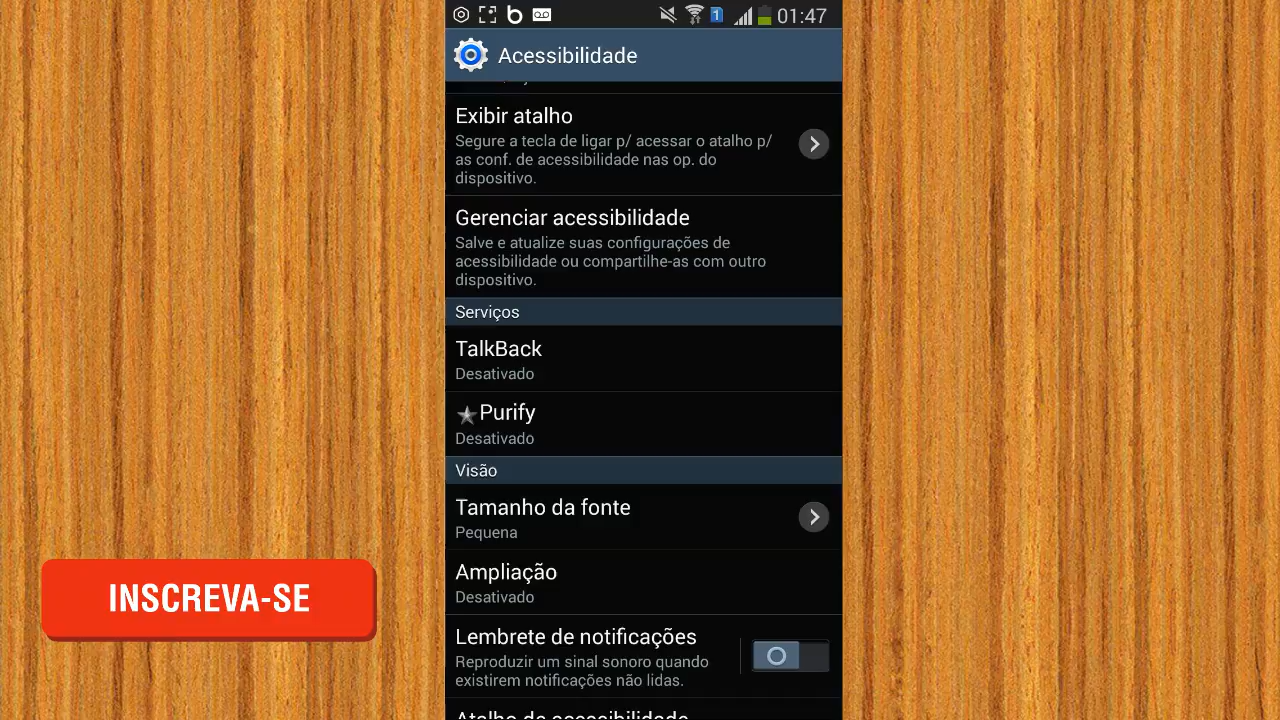 01:47
Acessibilidade
Exibir atalho
Segure a tecla de ligar p/ acessar o atalho p/
as conf. de acessibilidade nas op. do
dispositivo.
Gerenciar acessibilidade
Salve e atualize suas configurações de
acessibilidade ou compartilhe-as com outro
dispositivo.
Serviços
TalkBack
Desativado
Purify
Desativado
Visão
Tamanho da fonte
Pequena
Ampliação
Desativado
Lembrete de notificações
Reproduzir um sinal sonoro quando
existirem notificações não lidas.
Atalho de acessibilidade
INSCREVA-SE